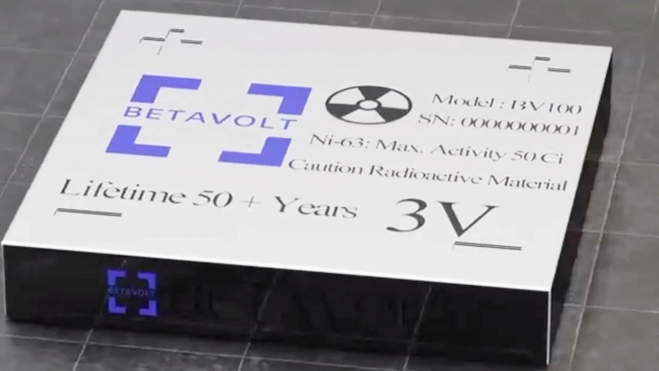 BETAVOLT
Model : BV100
SN: 0000000001
Ni-63: Max. Activity 50 Ci
Caution Radioactive Material
Lifetime 50 + Years
3V
BETAVOLT